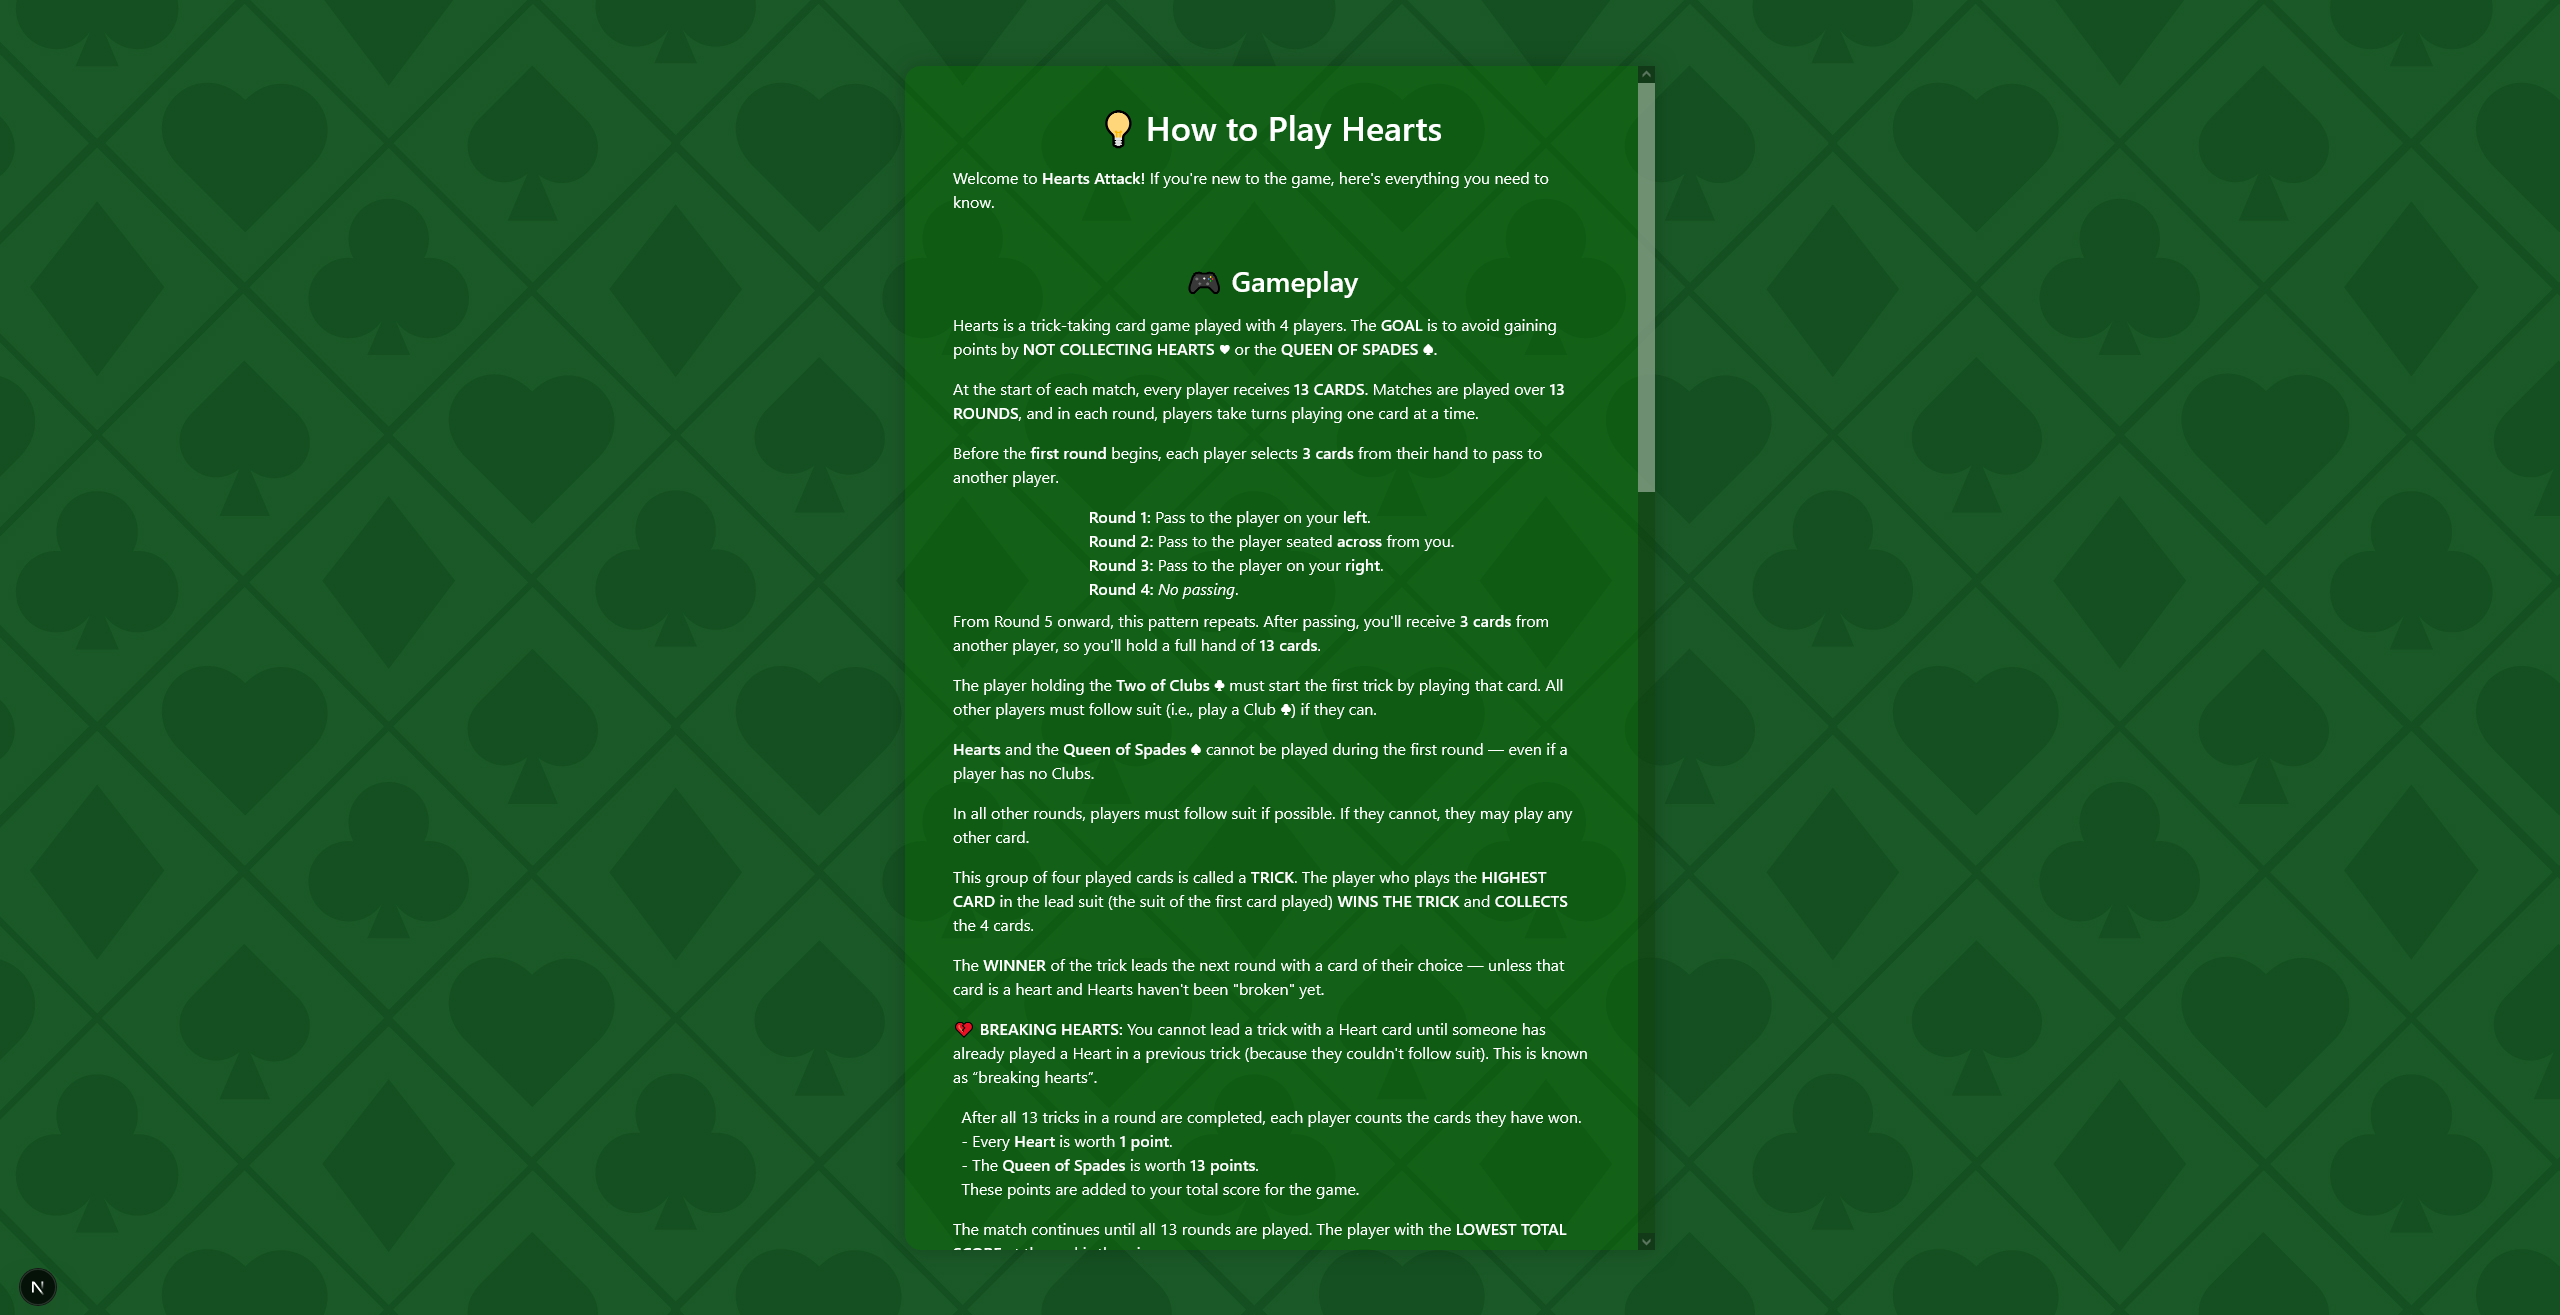 💡 How to Play Hearts
Welcome to Hearts Attack! If you're new to the game, here's everything you need to
know.
🎮 Gameplay
Hearts is a trick-taking card game played with 4 players. The GOAL is to avoid gaining
points by NOT COLLECTING HEARTS ♥ or the QUEEN OF SPADES ♠.
At the start of each match, every player receives 13 CARDS. Matches are played over 13
ROUNDS, and in each round, players take turns playing one card at a time.
Before the first round begins, each player selects 3 cards from their hand to pass to
another player.
Round 1: Pass to the player on your left.
Round 2: Pass to the player seated across from you.
Round 3: Pass to the player on your right.
Round 4: No passing.
From Round 5 onward, this pattern repeats. After passing, you'll receive 3 cards from
another player, so you'll hold a full hand of 13 cards.
The player holding the Two of Clubs ♣ must start the first trick by playing that card. All
other players must follow suit (i.e., play a Club ♣) if they can.
Hearts and the Queen of Spades ♠ cannot be played during the first round — even if a
player has no Clubs.
In all other rounds, players must follow suit if possible. If they cannot, they may play any
other card.
This group of four played cards is called a TRICK. The player who plays the HIGHEST
CARD in the lead suit (the suit of the first card played) WINS THE TRICK and COLLECTS
the 4 cards.
The WINNER of the trick leads the next round with a card of their choice — unless that
card is a heart and Hearts haven't been "broken" yet.
💔 BREAKING HEARTS: You cannot lead a trick with a Heart card until someone has
already played a Heart in a previous trick (because they couldn't follow suit). This is known
as “breaking hearts”.
After all 13 tricks in a round are completed, each player counts the cards they have won.
- Every Heart is worth 1 point.
- The Queen of Spades is worth 13 points.
These points are added to your total score for the game.
The match continues until all 13 rounds are played. The player with the LOWEST TOTAL
N